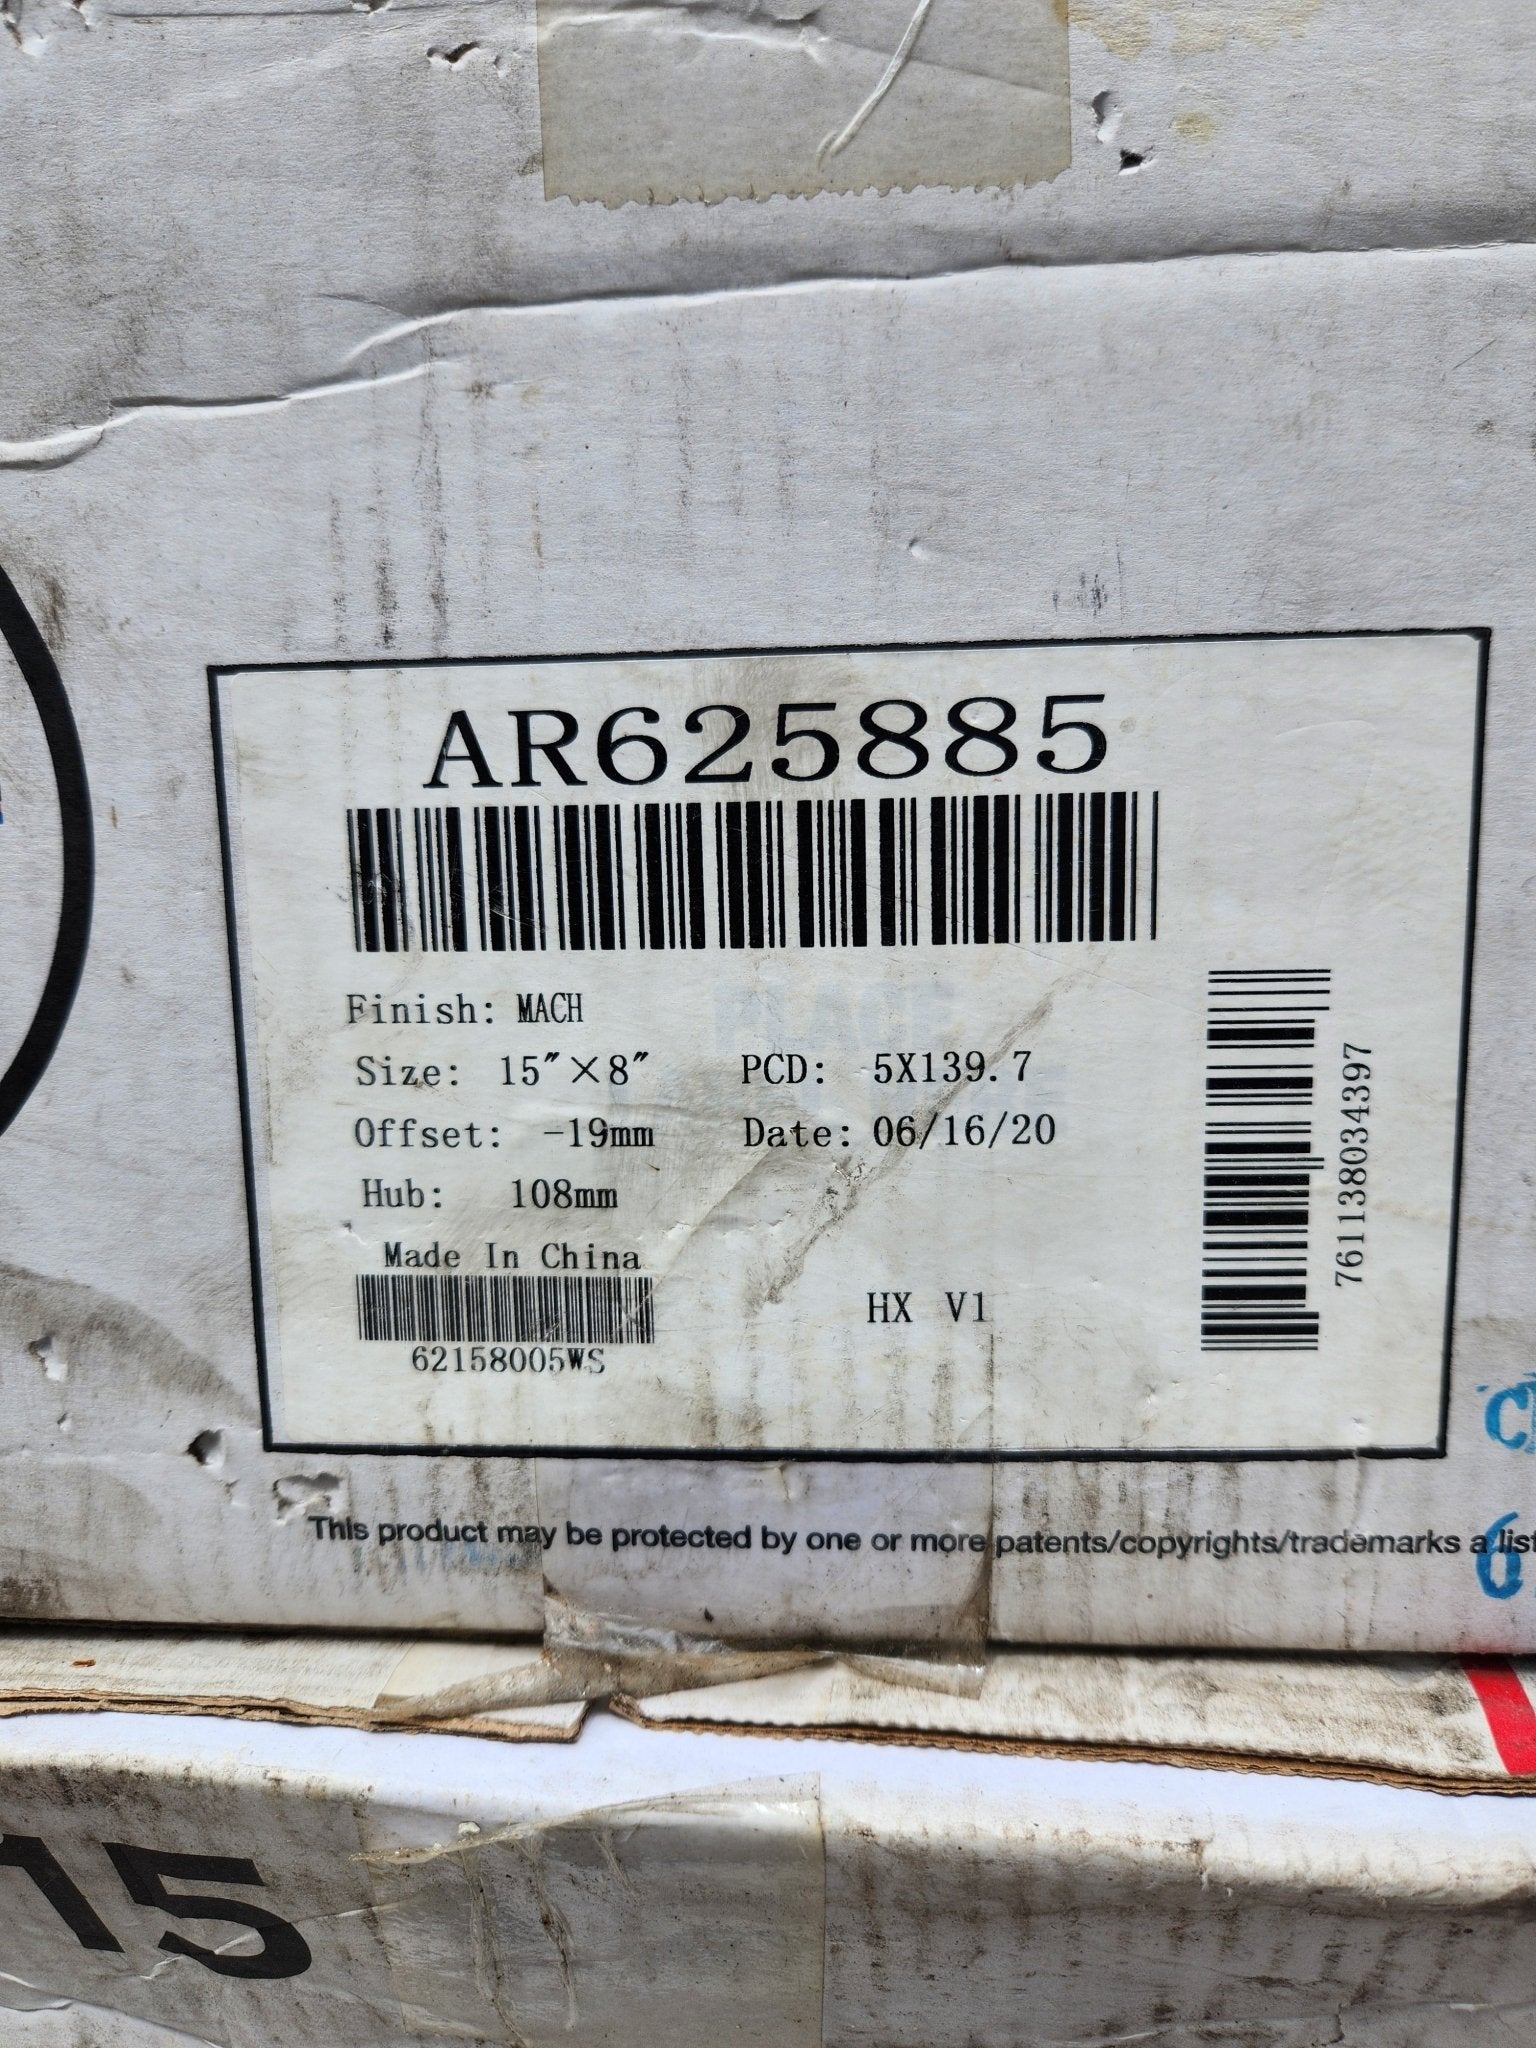 AR625885
Finish: MACH
Size: 15"×8" PCD: 5X139.7
Offset: -19mm Date: 06/16/20
Hub: 108mm
Made In China
62158005WS
HX V1
761138034397
This product may be protected by one or more patents/copyrights/trademarks a list
15